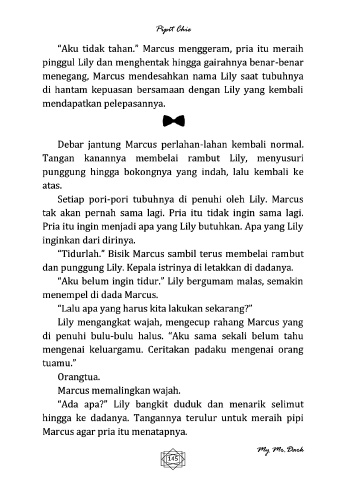 Pipit Chie
“Aku tidak tahan.” Marcus menggeram, pria itu meraih
pinggul Lily dan menghentak hingga gairahnya benar-benar
menegang, Marcus mendesahkan nama Lily saat tubuhnya
di hantam kepuasan bersamaan dengan Lily yang kembali
mendapatkan pelepasannya.
Debar jantung Marcus perlahan-lahan kembali normal.
Tangan kanannya membelai rambut Lily, menyusuri
punggung hingga bokongnya yang indah, lalu kembali ke
atas.
Setiap pori-pori tubuhnya di penuhi oleh Lily. Marcus
tak akan pernah sama lagi. Pria itu tidak ingin sama lagi.
Pria itu ingin menjadi apa yang Lily butuhkan. Apa yang Lily
inginkan dari dirinya.
“Tidurlah.” Bisik Marcus sambil terus membelai rambut
dan punggung Lily. Kepala istrinya di letakkan di dadanya.
“Aku belum ingin tidur.” Lily bergumam malas, semakin
menempel di dada Marcus.
“Lalu apa yang harus kita lakukan sekarang?”
Lily mengangkat wajah, mengecup rahang Marcus yang
di penuhi bulu-bulu halus. “Aku sama sekali belum tahu
mengenai keluargamu. Ceritakan padaku mengenai orang
tuamu.”
Orangtua.
Marcus memalingkan wajah.
“Ada apa?” Lily bangkit duduk dan menarik selimut
hingga ke dadanya. Tangannya terulur untuk meraih pipi
Marcus agar pria itu menatapnya.
My Mr. Dark
145